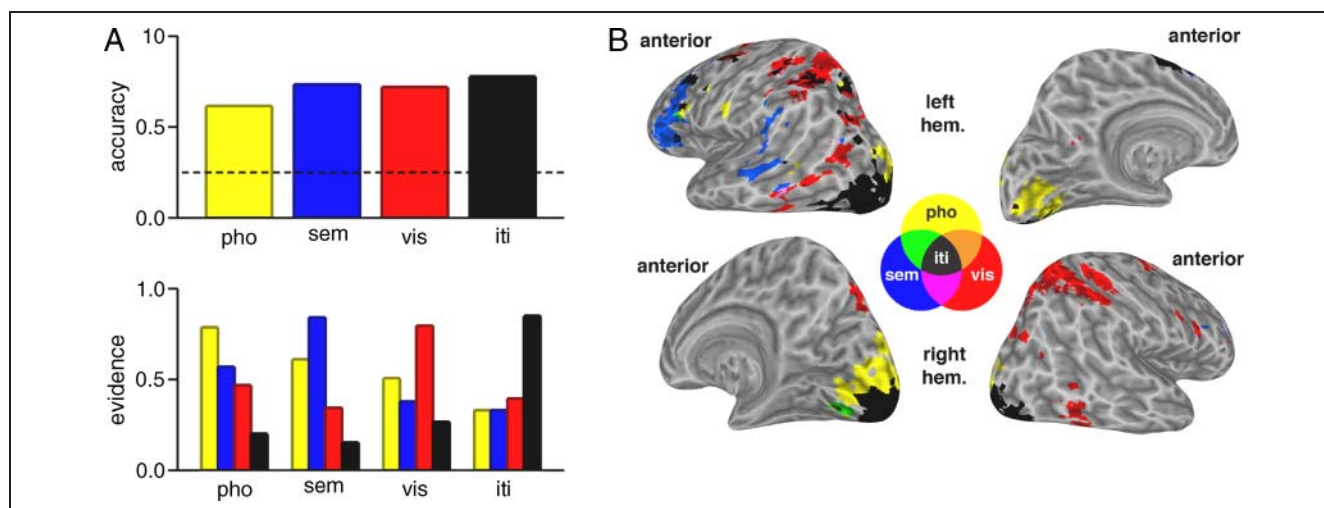 A
10
0.5
0.0
accuracy
pho sem vis iti
1.0
0.5
0.0
evidence
pho sem vis iti
B
anterior
anterior
left
hem.
pho
sem
iti
vis
anterior
anterior
right
hem.